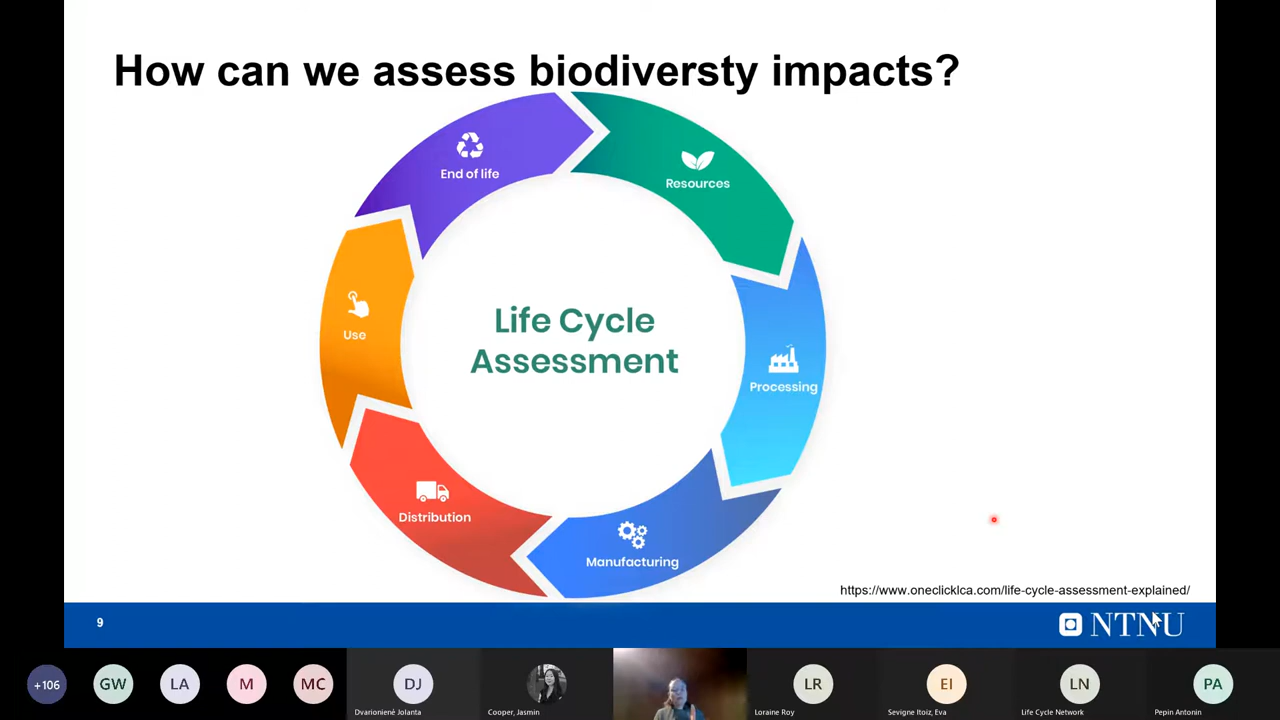 How can we assess biodiversty impacts?
End of life
Resources
Use
Life Cycle
Assessment
Processing
Distribution
Manufacturing
https://www.oneclicklca.com/life-cycle-assessment-explained/
9
NTNU
+106
GW
LA
M
MC
DJ
LR
EI
LN
PA
Dvarionienė Jolanta
Cooper, Jasmin
Loraine Roy
Sevigne Itoiz, Eva
Life Cycle Network
Pepin Antonin